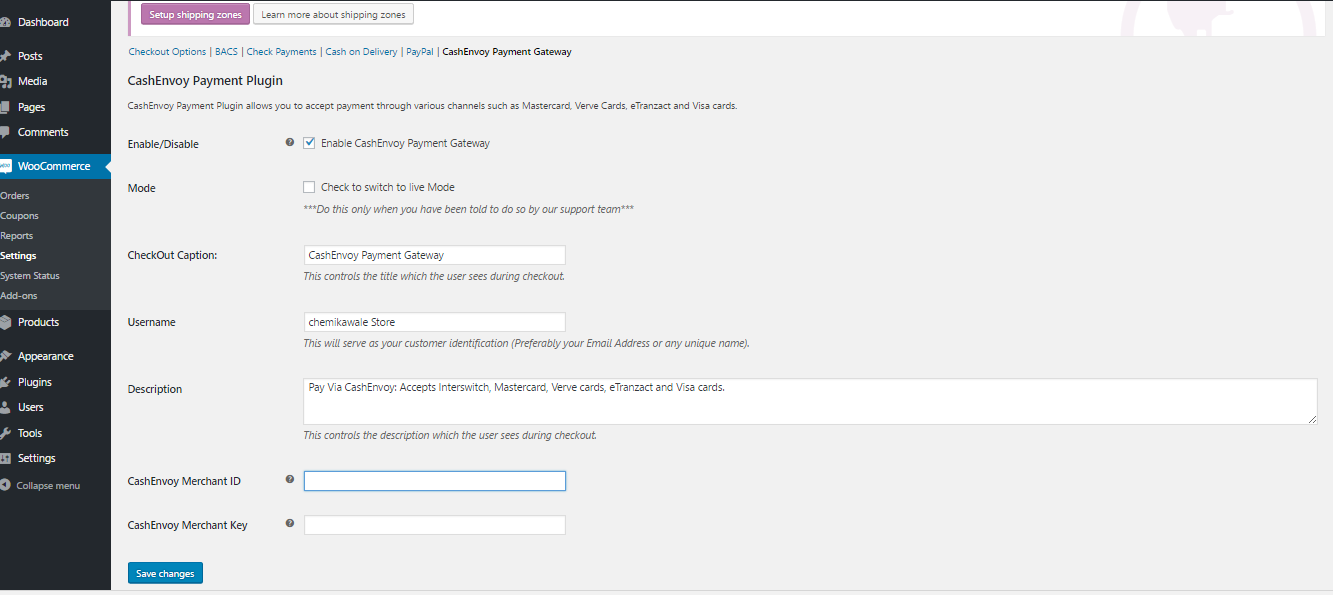 Setup shipping zones Learn more about shipping zones
Dashboard
Posts
Media
Pages
Comments
WooCommerce
Orders
Coupons
Reports
Settings
System Status
Add-ons
Products
Appearance
Plugins
Users
Tools
Settings
Collapse menu
Checkout Options | BACS | Check Payments | Cash on Delivery | PayPal | CashEnvoy Payment Gateway
CashEnvoy Payment Plugin
CashEnvoy Payment Plugin allows you to accept payment through various channels such as Mastercard, Verve Cards, eTranzact and Visa cards.
Enable/Disable ? Enable CashEnvoy Payment Gateway
Mode Check to switch to live Mode
***Do this only when you have been told to do so by our support team***
CheckOut Caption: CashEnvoy Payment Gateway
This controls the title which the user sees during checkout.
Username chemikawale Store
This will serve as your customer identification (Preferably your Email Address or any unique name).
Description Pay Via CashEnvoy: Accepts Interswitch, Mastercard, Verve cards, eTranzact and Visa cards.
This controls the description which the user sees during checkout.
CashEnvoy Merchant ID ?
CashEnvoy Merchant Key ?
Save changes